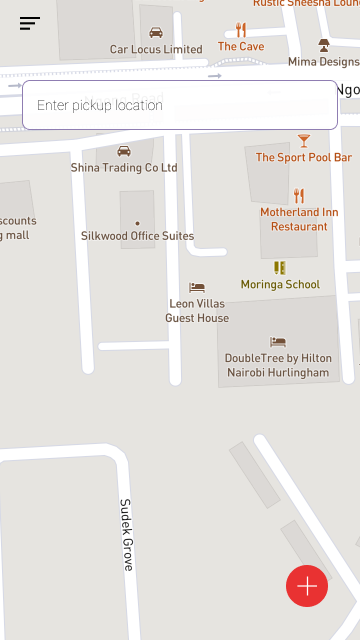 Rustic Sheesha Loung
Car Locus Limited
The Cave
Mima Designs
Ngo
Enter pickup location
Shina Trading Co Ltd
The Sport Pool Bar
Motherland Inn
Restaurant
scounts
g mall
Silkwood Office Suites
Moringa School
Leon Villas
Guest House
DoubleTree by Hilton
Nairobi Hurlingham
Sudek Grove